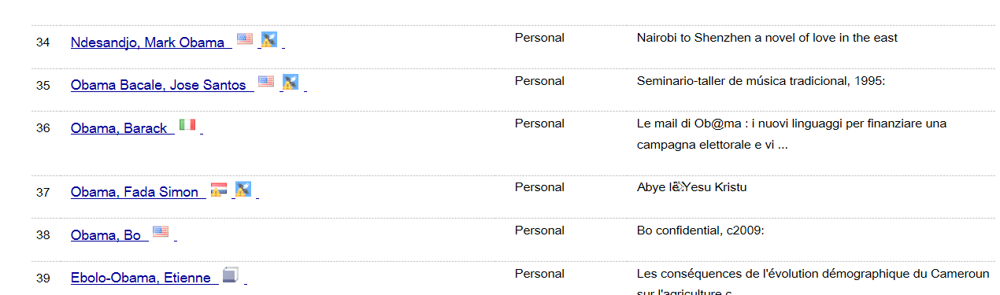 34 Ndesandjo, Mark Obama Personal Nairobi to Shenzhen a novel of love in the east
35 Obama Bacale, Jose Santos Personal Seminario-taller de música tradicional, 1995:
36 Obama, Barack Personal Le mail di Ob@ma : i nuovi linguaggi per finanziare una
campagna elettorale e vi ...
37 Obama, Fada Simon Personal Abye Yesu Kristu
38 Obama, Bo Personal Bo confidential, c2009:
39 Ebolo-Obama, Etienne Personal Les conséquences de l'évolution démographique du Cameroun
sur l'agriculture